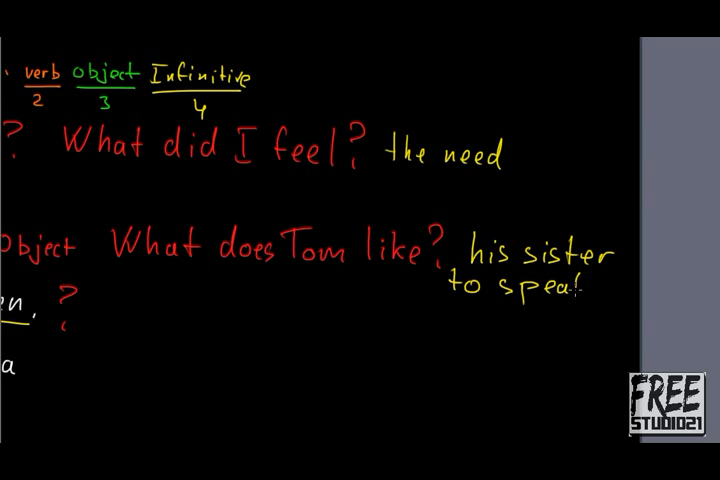 . verb object Infinitive
2 3 4
? What did I feel? the need
Object What does Tom like? his sister
to speak
en. ?
a
FREE
STUDIO21